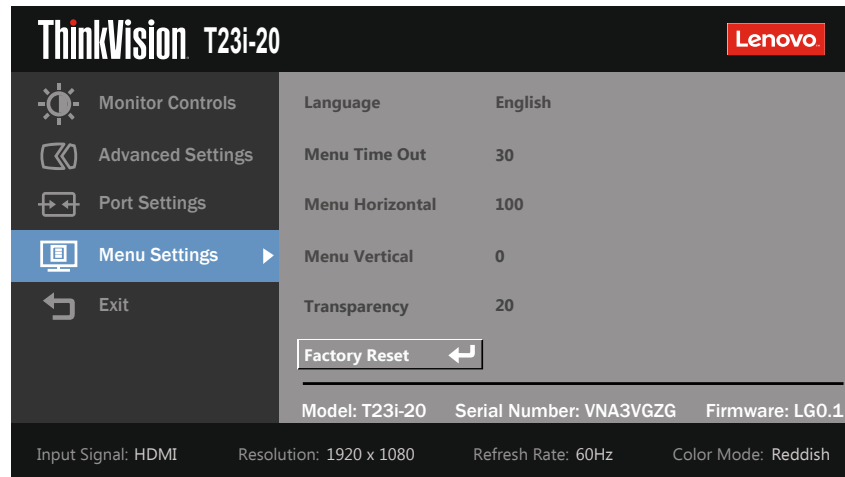 ThinkVision T23i-20
Lenovo.
Monitor Controls
Advanced Settings
Port Settings
Menu Settings
Exit
Language English
Menu Time Out 30
Menu Horizontal 100
Menu Vertical 0
Transparency 20
Factory Reset
Model: T23i-20 Serial Number: VNA3VGZG Firmware: LG0.1
Input Signal: HDMI Resolution: 1920 x 1080 Refresh Rate: 60Hz Color Mode: Reddish